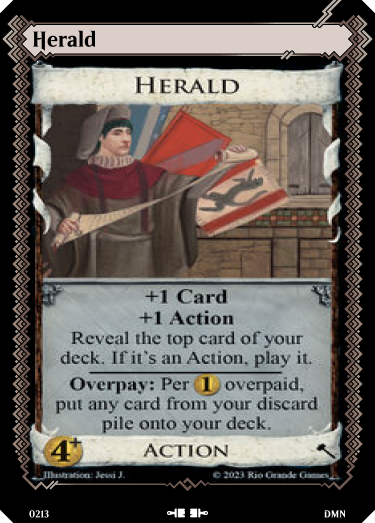 Herald
HERALD
+1 Card
+1 Action
Reveal the top card of your
deck. If it's an Action, play it.
Overpay: Per 1 overpaid,
put any card from your discard
pile onto your deck.
4+
ACTION
Illustration: Jessi J.
© 2023 Rio Grande Games
0213
DMN